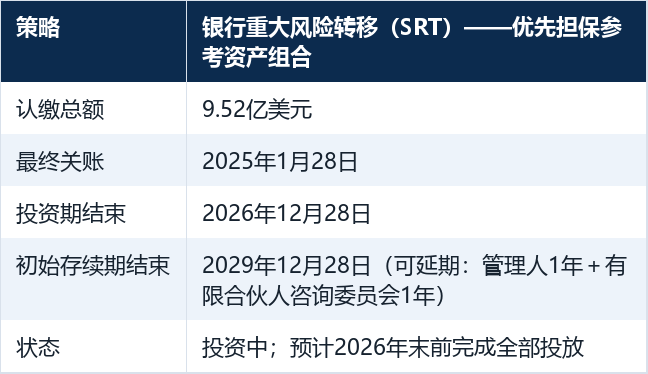 策略
银行重大风险转移（SRT）——优先担保参
考资产组合
认缴总额
9.52亿美元
最终关账
2025年1月28日
投资期结束
2026年12月28日
初始存续期结束
2029年12月28日（可延期：管理人1年＋有
限合伙人咨询委员会1年）
状态
投资中；预计2026年末前完成全部投放